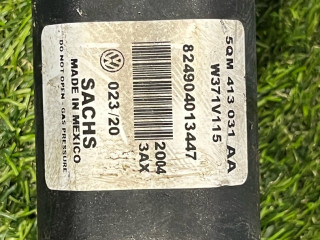 5QM 413 031 AA
W371V115
824904013447
2004
3AX
023/20
SACHS
MADE IN MEXICO
DO NOT OPEN - GAS PRESSURE